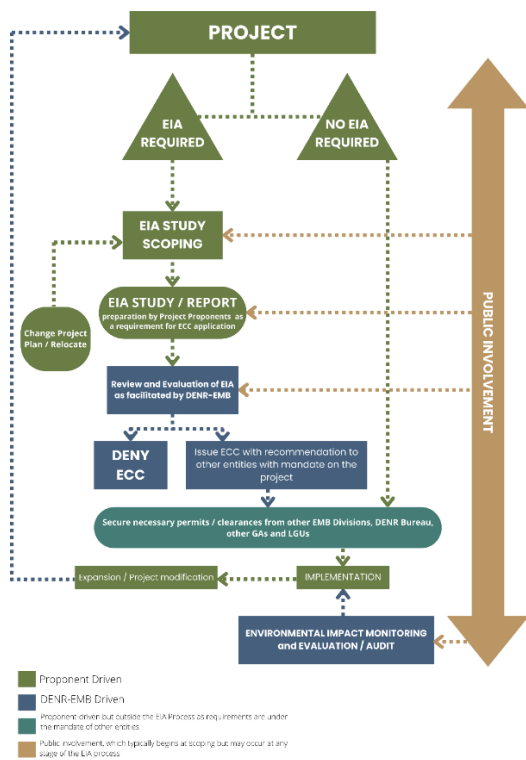 PROJECT
EIA
REQUIRED
NO EIA
REQUIRED
EIA STUDY
SCOPING
EIA STUDY / REPORT
preparation by Project Proponents as
a requirement for ECC application
Change Project
Plan / Relocate
Review and Evaluation of EIA
as facilitated by DENR-EMB
DENY
ECC
Issue ECC with recommendation to
other entities with mandate on the
project
Secure necessary permits / clearances from other EMB Divisions, DENR Bureau,
other GAs and LGUs
Expansion / Project modification
IMPLEMENTATION
ENVIRONMENTAL IMPACT MONITORING
and EVALUATION / AUDIT
PUBLIC INVOLVEMENT
Proponent Driven
DENR-EMB Driven
Proponent-driven but outside the EIA Process as requirements are under
the mandate of other entities
Public involvement, which typically begins at scoping but may occur at any
stage of the EIA process